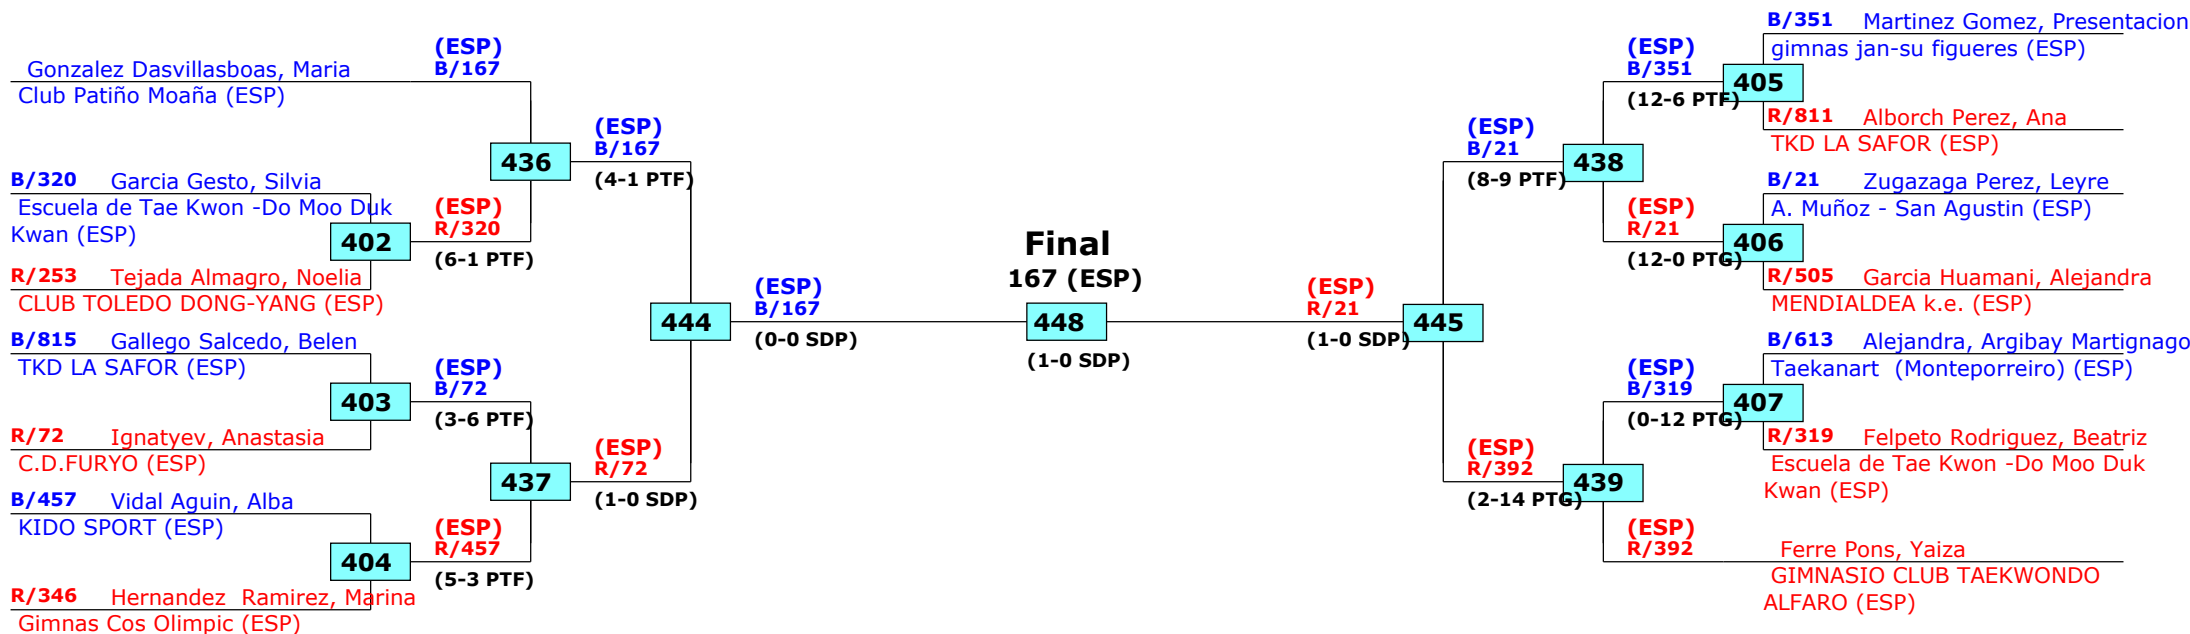 (ESP)
B/167
Gonzalez Dasvillasboas, Maria
Club Patiño Moaña (ESP)
436
(ESP)
B/167
(4-1 PTF)
B/320 Garcia Gesto, Silvia
Escuela de Tae Kwon -Do Moo Duk
Kwan (ESP)
402
(ESP)
R/320
(6-1 PTF)
R/253 Tejada Almagro, Noelia
CLUB TOLEDO DONG-YANG (ESP)
444
(ESP)
B/167
(0-0 SDP)
B/815 Gallego Salcedo, Belen
TKD LA SAFOR (ESP)
403
(ESP)
B/72
(3-6 PTF)
R/72 Ignatyev, Anastasia
C.D.FURYO (ESP)
437
(ESP)
R/72
(1-0 SDP)
B/457 Vidal Aguin, Alba
KIDO SPORT (ESP)
404
(ESP)
R/457
(5-3 PTF)
R/346 Hernandez  Ramirez, Marina
Gimnas Cos Olimpic (ESP)
Final
167 (ESP)
448
(1-0 SDP)
B/351 Martinez Gomez, Presentacion
gimnas jan-su figueres (ESP)
(ESP)
B/351
405
(12-6 PTF)
R/811 Alborch Perez, Ana
TKD LA SAFOR (ESP)
(ESP)
B/21
438
(8-9 PTF)
B/21 Zugazaga Perez, Leyre
A. Muñoz - San Agustin (ESP)
(ESP)
R/21
406
(12-0 PTG)
R/505 Garcia Huamani, Alejandra
MENDIALDEA k.e. (ESP)
(ESP)
R/21
445
(1-0 SDP)
B/613 Alejandra, Argibay Martignago
Taekanart  (Monteporreiro) (ESP)
(ESP)
B/319
407
(0-12 PTG)
R/319 Felpeto Rodriguez, Beatriz
Escuela de Tae Kwon -Do Moo Duk
Kwan (ESP)
(ESP)
R/392
439
(2-14 PTG)
(ESP)
R/392
Ferre Pons, Yaiza
GIMNASIO CLUB TAEKWONDO
ALFARO (ESP)